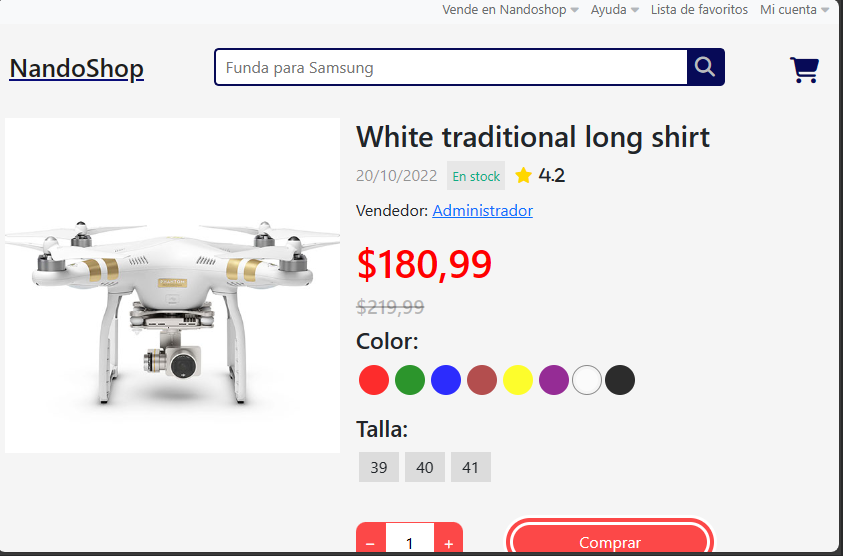 Vende en Nandoshop Ayuda Lista de favoritos Mi cuenta
NandoShop
Funda para Samsung
White traditional long shirt
20/10/2022 En stock 4.2
Vendedor: Administrador
$180,99
$219,99
Color:
Talla:
39 40 41
− 1 + Comprar